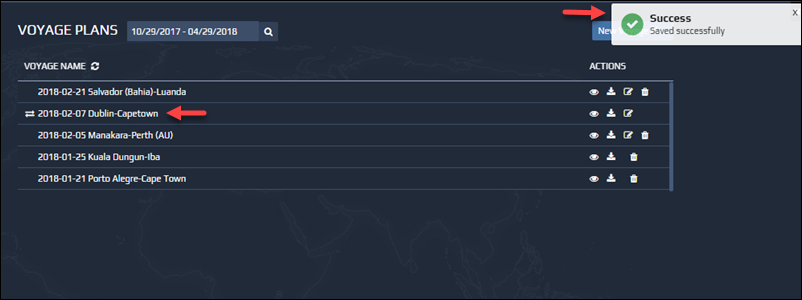 VOYAGE PLANS 10/29/2017 - 04/29/2018
New
Success
Saved successfully
x
VOYAGE NAME ACTIONS
2018-02-21 Salvador (Bahia)-Luanda
2018-02-07 Dublin-Capetown
2018-02-05 Manakara-Perth (AU)
2018-01-25 Kuala Dungun-Iba
2018-01-21 Porto Alegre-Cape Town